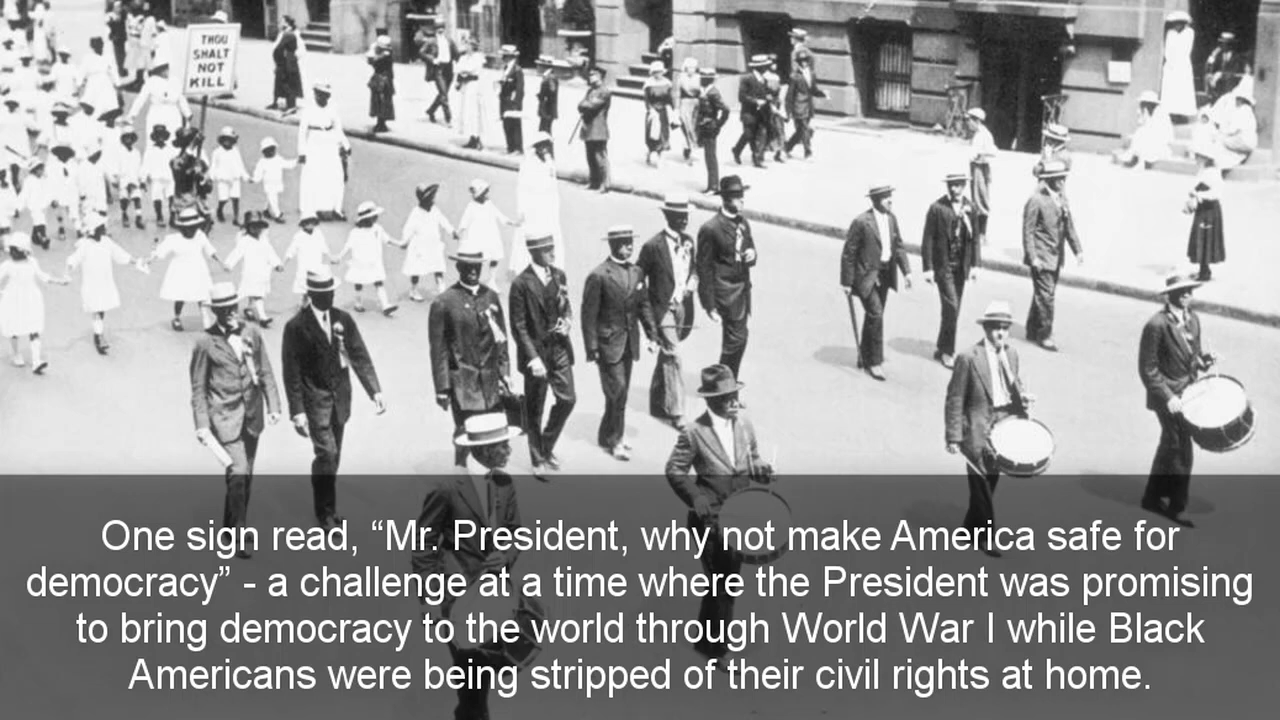 THOU
SHALT
NOT
KILL
One sign read, “Mr. President, why not make America safe for
democracy” - a challenge at a time where the President was promising
to bring democracy to the world through World War I while Black
Americans were being stripped of their civil rights at home.